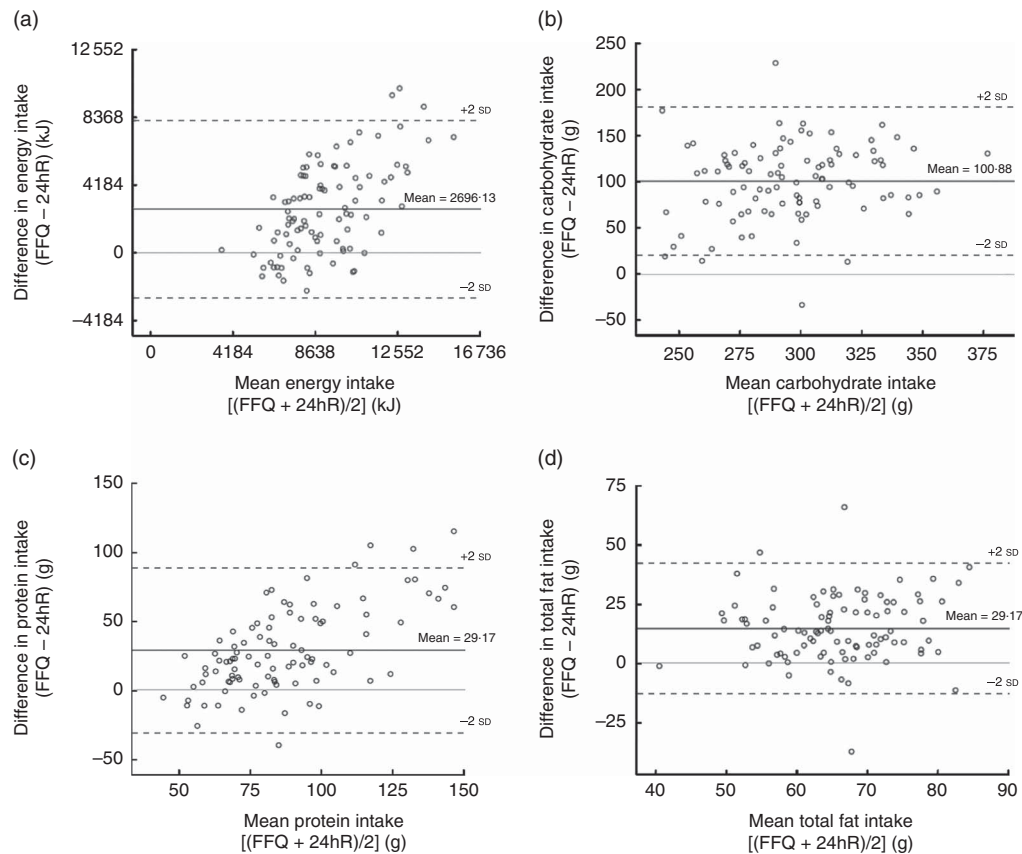 (a)
12 552
8368
4184
0
−4184
Difference in energy intake
(FFQ – 24hR) (kJ)
+2 SD
Mean = 2696·13
−2 SD
0
4184
8638
12 552
16 736
Mean energy intake
[(FFQ + 24hR)/2] (kJ)
(b)
250
200
150
100
50
0
−50
Difference in carbohydrate intake
(FFQ – 24hR) (g)
+2 SD
Mean = 100·88
−2 SD
250
275
300
325
350
375
Mean carbohydrate intake
[(FFQ + 24hR)/2] (g)
(c)
150
100
50
0
−50
Difference in protein intake
(FFQ – 24hR) (g)
+2 SD
Mean = 29·17
−2 SD
50
75
100
125
150
Mean protein intake
[(FFQ + 24hR)/2] (g)
(d)
75
50
25
0
−25
Difference in total fat intake
(FFQ – 24hR) (g)
+2 SD
Mean = 29·17
−2 SD
40
50
60
70
80
90
Mean total fat intake
[(FFQ + 24hR)/2] (g)